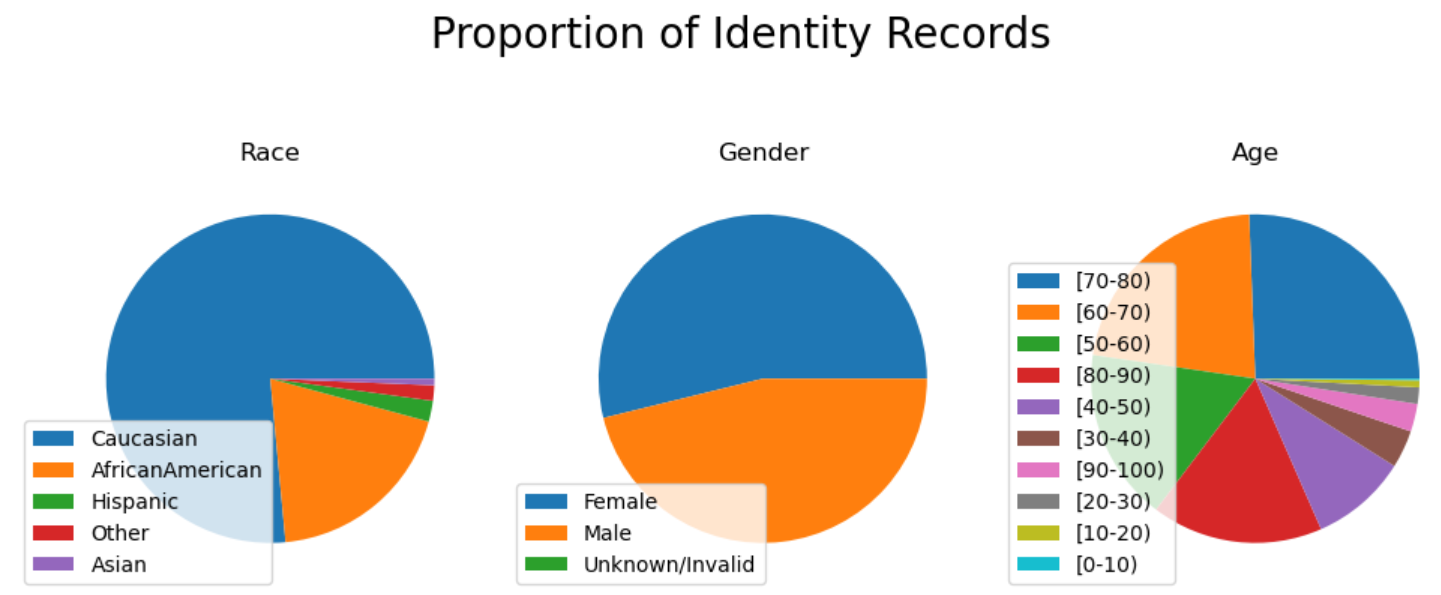 Proportion of Identity Records
Race
Caucasian
AfricanAmerican
Hispanic
Other
Asian
Gender
Female
Male
Unknown/Invalid
Age
[70-80)
[60-70)
[50-60)
[80-90)
[40-50)
[30-40)
[90-100)
[20-30)
[10-20)
[0-10)